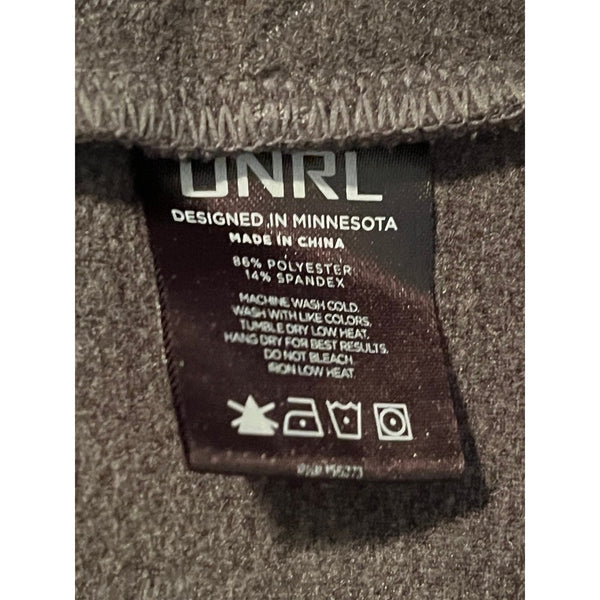 UNRL
DESIGNED IN MINNESOTA
MADE IN CHINA
86% POLYESTER
14% SPANDEX
MACHINE WASH COLD.
WASH WITH LIKE COLORS.
TUMBLE DRY LOW HEAT.
HANG DRY FOR BEST RESULTS.
DO NOT BLEACH.
IRON LOW HEAT.